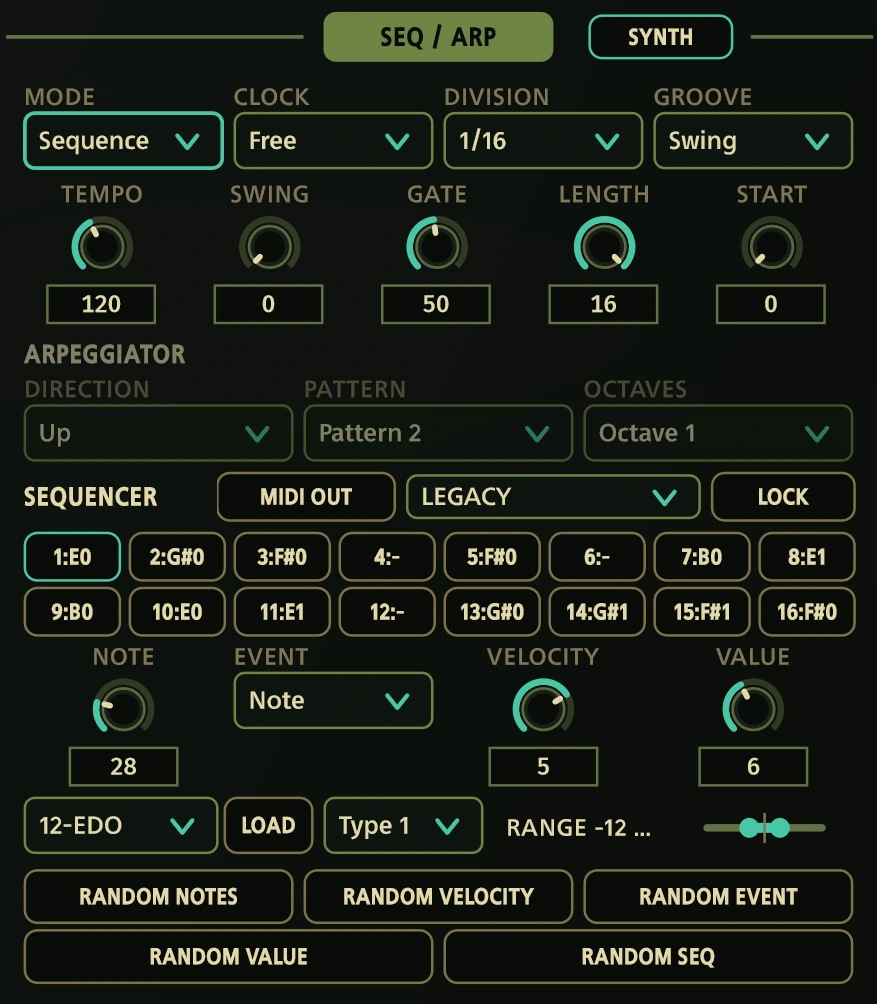 SEQ / ARP SYNTH
MODE CLOCK DIVISION GROOVE
Sequence Free 1/16 Swing
TEMPO SWING GATE LENGTH START
120 0 50 16 0
ARPEGGIATOR
DIRECTION PATTERN OCTAVES
Up Pattern 2 Octave 1
SEQUENCER MIDI OUT LEGACY LOCK
1:E0 2:G#0 3:F#0 4:- 5:F#0 6:- 7:B0 8:E1
9:B0 10:E0 11:E1 12:- 13:G#0 14:G#1 15:F#1 16:F#0
NOTE EVENT VELOCITY VALUE
Note
28 5 6
12-EDO LOAD Type 1 RANGE -12 ...
RANDOM NOTES RANDOM VELOCITY RANDOM EVENT
RANDOM VALUE RANDOM SEQ